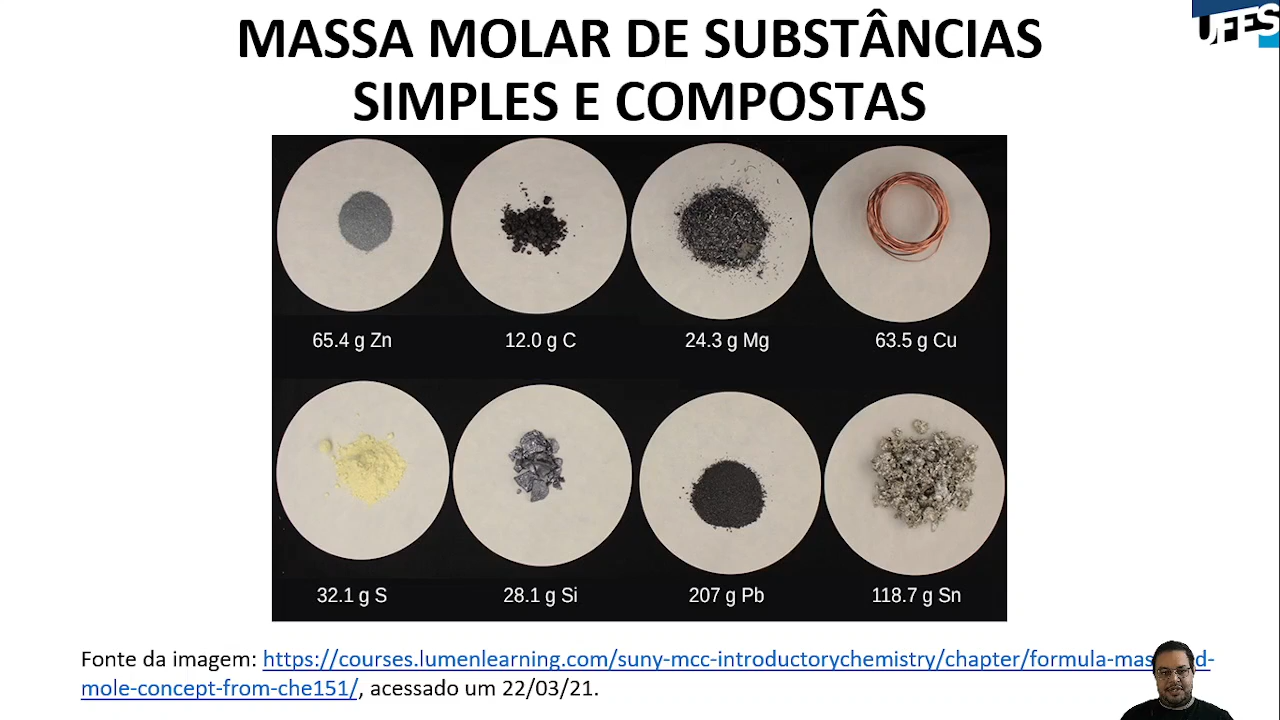 MASSA MOLAR DE SUBSTÂNCIAS
SIMPLES E COMPOSTAS
UFES
65.4 g Zn
12.0 g C
24.3 g Mg
63.5 g Cu
32.1 g S
28.1 g Si
207 g Pb
118.7 g Sn
Fonte da imagem: https://courses.lumenlearning.com/suny-mcc-introductorychemistry/chapter/formula-mas d-
mole-concept-from-che151/, acessado um 22/03/21.